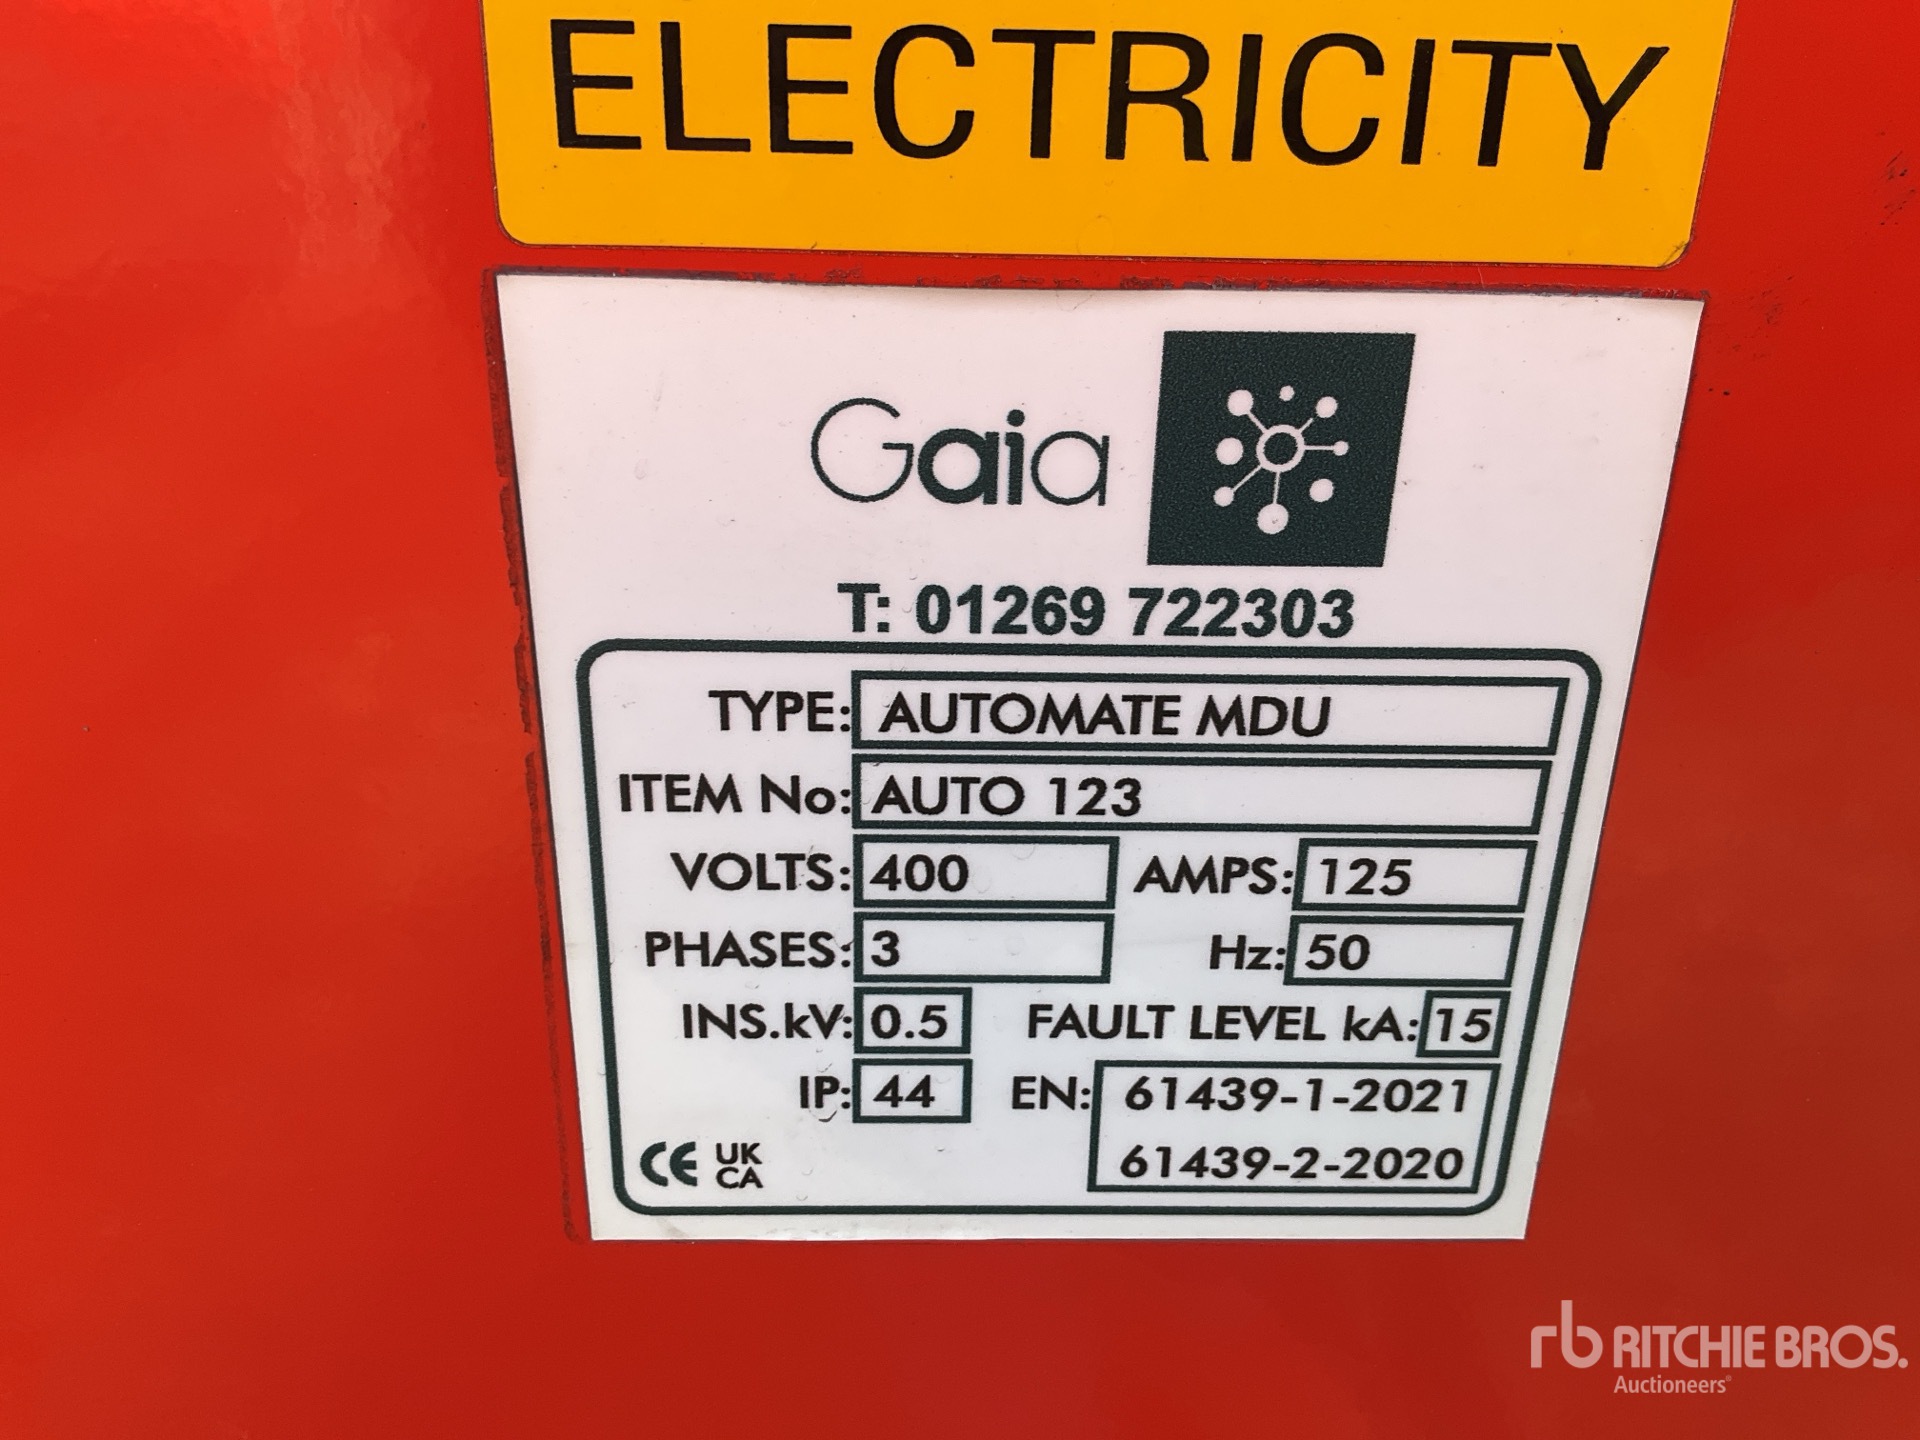 ELECTRICITY
Gaia
T: 01269 722303
TYPE: AUTOMATE MDU
ITEM No: AUTO 123
VOLTS: 400 AMPS: 125
PHASES: 3 Hz: 50
INS.kV: 0.5 FAULT LEVEL kA: 15
IP: 44 EN: 61439-1-2021
61439-2-2020
CE UK
CA
rb RITCHIE BROS.
Auctioneers®